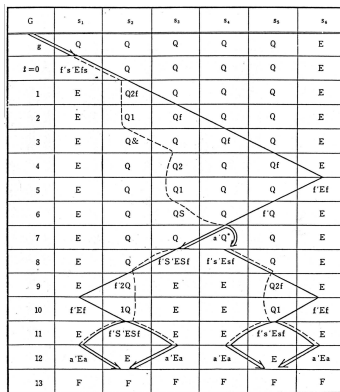 G s₁ s₂ s₃ s₄ s₅ s₆
g Q Q Q Q Q E
t=0 f's'Efs Q Q Q Q E
1 E Q2f Q Q Q E
2 E Q1 Qf Q Q E
3 E Q& Q Qf Q E
4 E Q Q2 Q Qf E
5 E Q Q1 Q Q f'Ef
6 E Q QS Q f'Q E
7 E Q Q a'Q* Q E
8 E Q f'S'ESf f's'Esf Q E
9 E f'2Q E E Q2f E
10 f'Ef 1Q E E Q1 f'Ef
11 E f'S'ESf E E f's'Esf E
12 a'Ea E a'Ea a'Ea E a'Ea
13 F F F F F F